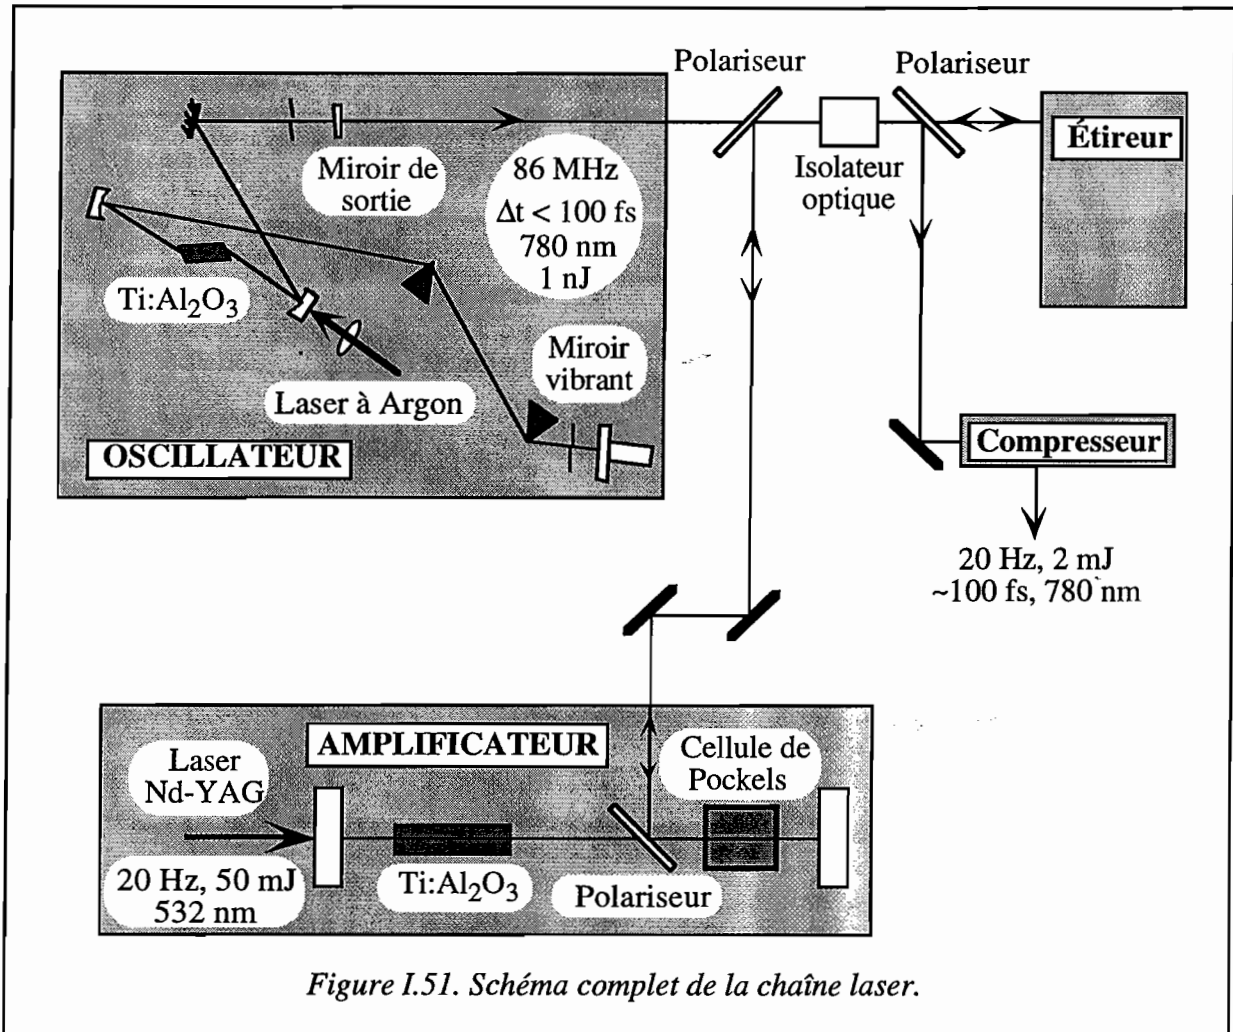 Polariseur
Polariseur
Étireur
Isolateur
optique
Miroir de
sortie
86 MHz
Δt < 100 fs
780 nm
1 nJ
Ti:Al₂O₃
Miroir
vibrant
Laser à Argon
OSCILLATEUR
Compresseur
20 Hz, 2 mJ
~100 fs, 780 nm
AMPLIFICATEUR
Laser
Nd-YAG
Cellule de
Pockels
20 Hz, 50 mJ
532 nm
Ti:Al₂O₃
Polariseur
Figure I.51. Schéma complet de la chaîne laser.